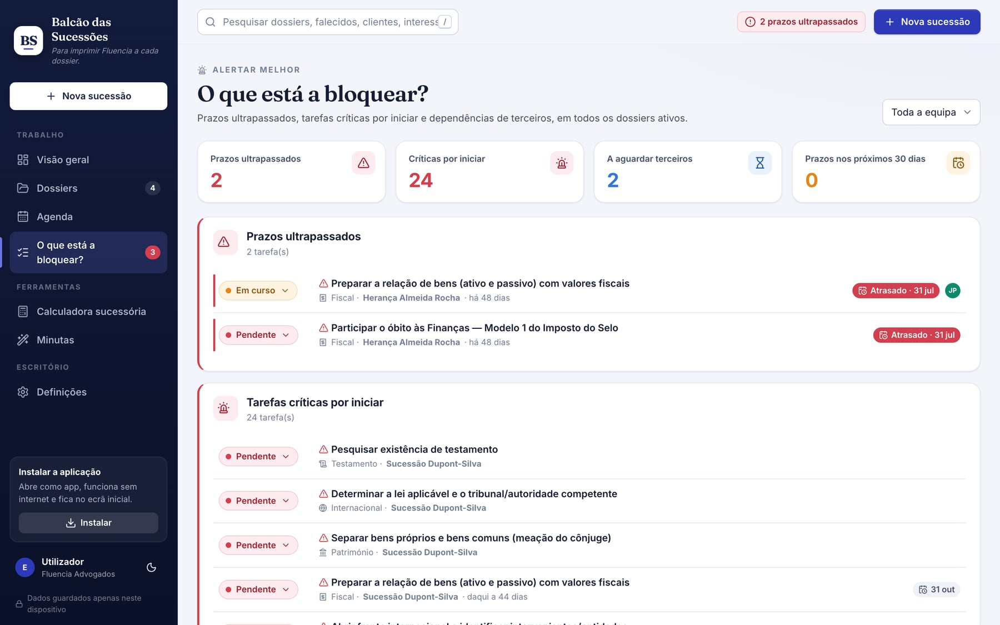 BS
Balcão das
Sucessões
Para imprimir Fluencia a cada
dossier.
Nova sucessão
TRABALHO
Visão geral
Dossiers 4
Agenda
O que está a
bloquear? 3
FERRAMENTAS
Calculadora sucessória
Minutas
ESCRITÓRIO
Definições
Instalar a aplicação
Abre como app, funciona sem
internet e fica no ecrã inicial.
Instalar
E Utilizador
Fluencia Advogados
Dados guardados apenas neste
dispositivo
Pesquisar dossiers, falecidos, clientes, interess /
2 prazos ultrapassados
Nova sucessão
ALERTAR MELHOR
O que está a bloquear?
Prazos ultrapassados, tarefas críticas por iniciar e dependências de terceiros, em todos os dossiers ativos.
Toda a equipa
Prazos ultrapassados
2
Críticas por iniciar
24
A aguardar terceiros
2
Prazos nos próximos 30 dias
0
Prazos ultrapassados
2 tarefa(s)
Em curso
Preparar a relação de bens (ativo e passivo) com valores fiscais
Fiscal · Herança Almeida Rocha · há 48 dias
Atrasado · 31 jul JP
Pendente
Participar o óbito às Finanças — Modelo 1 do Imposto do Selo
Fiscal · Herança Almeida Rocha · há 48 dias
Atrasado · 31 jul
Tarefas críticas por iniciar
24 tarefa(s)
Pendente
Pesquisar existência de testamento
Testamento · Sucessão Dupont-Silva
Pendente
Determinar a lei aplicável e o tribunal/autoridade competente
Internacional · Sucessão Dupont-Silva
Pendente
Separar bens próprios e bens comuns (meação do cônjuge)
Património · Sucessão Dupont-Silva
Pendente
Preparar a relação de bens (ativo e passivo) com valores fiscais
Fiscal · Sucessão Dupont-Silva · daqui a 44 dias
31 out